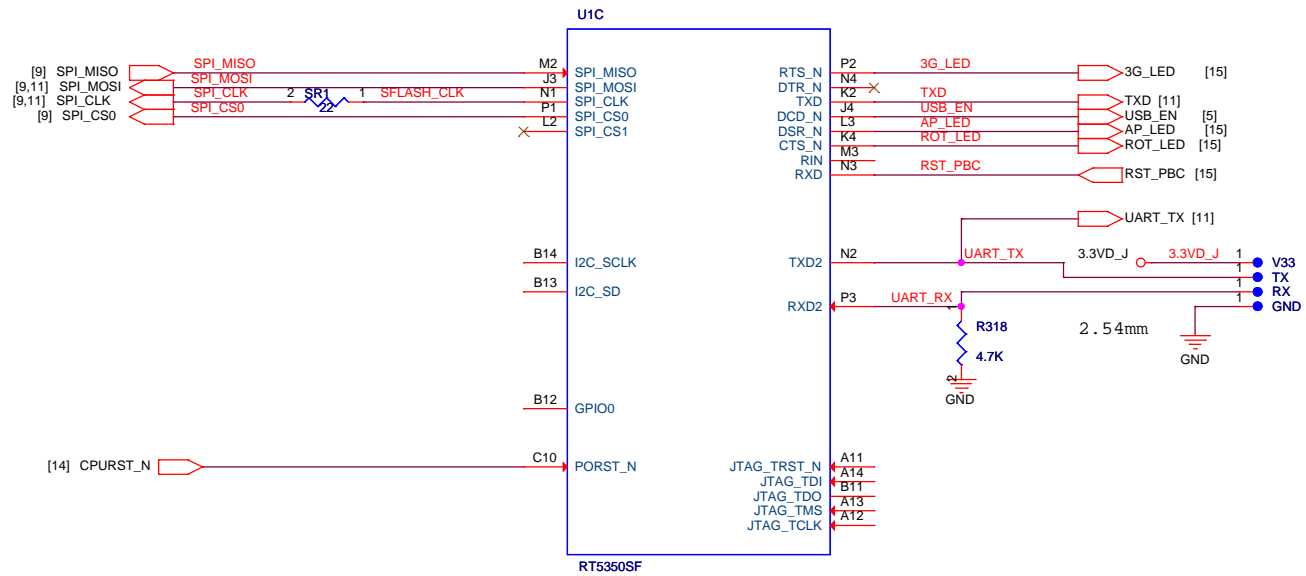 U1C
[9] SPI_MISO SPI_MISO M2 SPI_MISO RTS_N P2 3G_LED 3G_LED [15]
[9,11] SPI_MOSI SPI_MOSI J3 SPI_MOSI DTR_N N4
[9,11] SPI_CLK SPI_CLK 2 SR1 22 1 SFLASH_CLK N1 SPI_CLK TXD K2 TXD TXD [11]
[9] SPI_CS0 SPI_CS0 P1 SPI_CS0 DCD_N J4 USB_EN USB_EN [5]
L2 SPI_CS1 DSR_N L3 AP_LED AP_LED [15]
CTS_N K4 ROT_LED ROT_LED [15]
RIN M3
RXD N3 RST_PBC RST_PBC [15]
UART_TX [11]
B14 I2C_SCLK TXD2 N2 UART_TX 3.3VD_J 3.3VD_J 1 V33
1 TX
B13 I2C_SD 1 RX
RXD2 P3 UART_RX 1 1 GND
R318 2.54mm
4.7K GND
2
GND
B12 GPIO0
[14] CPURST_N C10 PORST_N JTAG_TRST_N A11
JTAG_TDI A14
JTAG_TDO B11
JTAG_TMS A13
JTAG_TCLK A12
RT5350SF